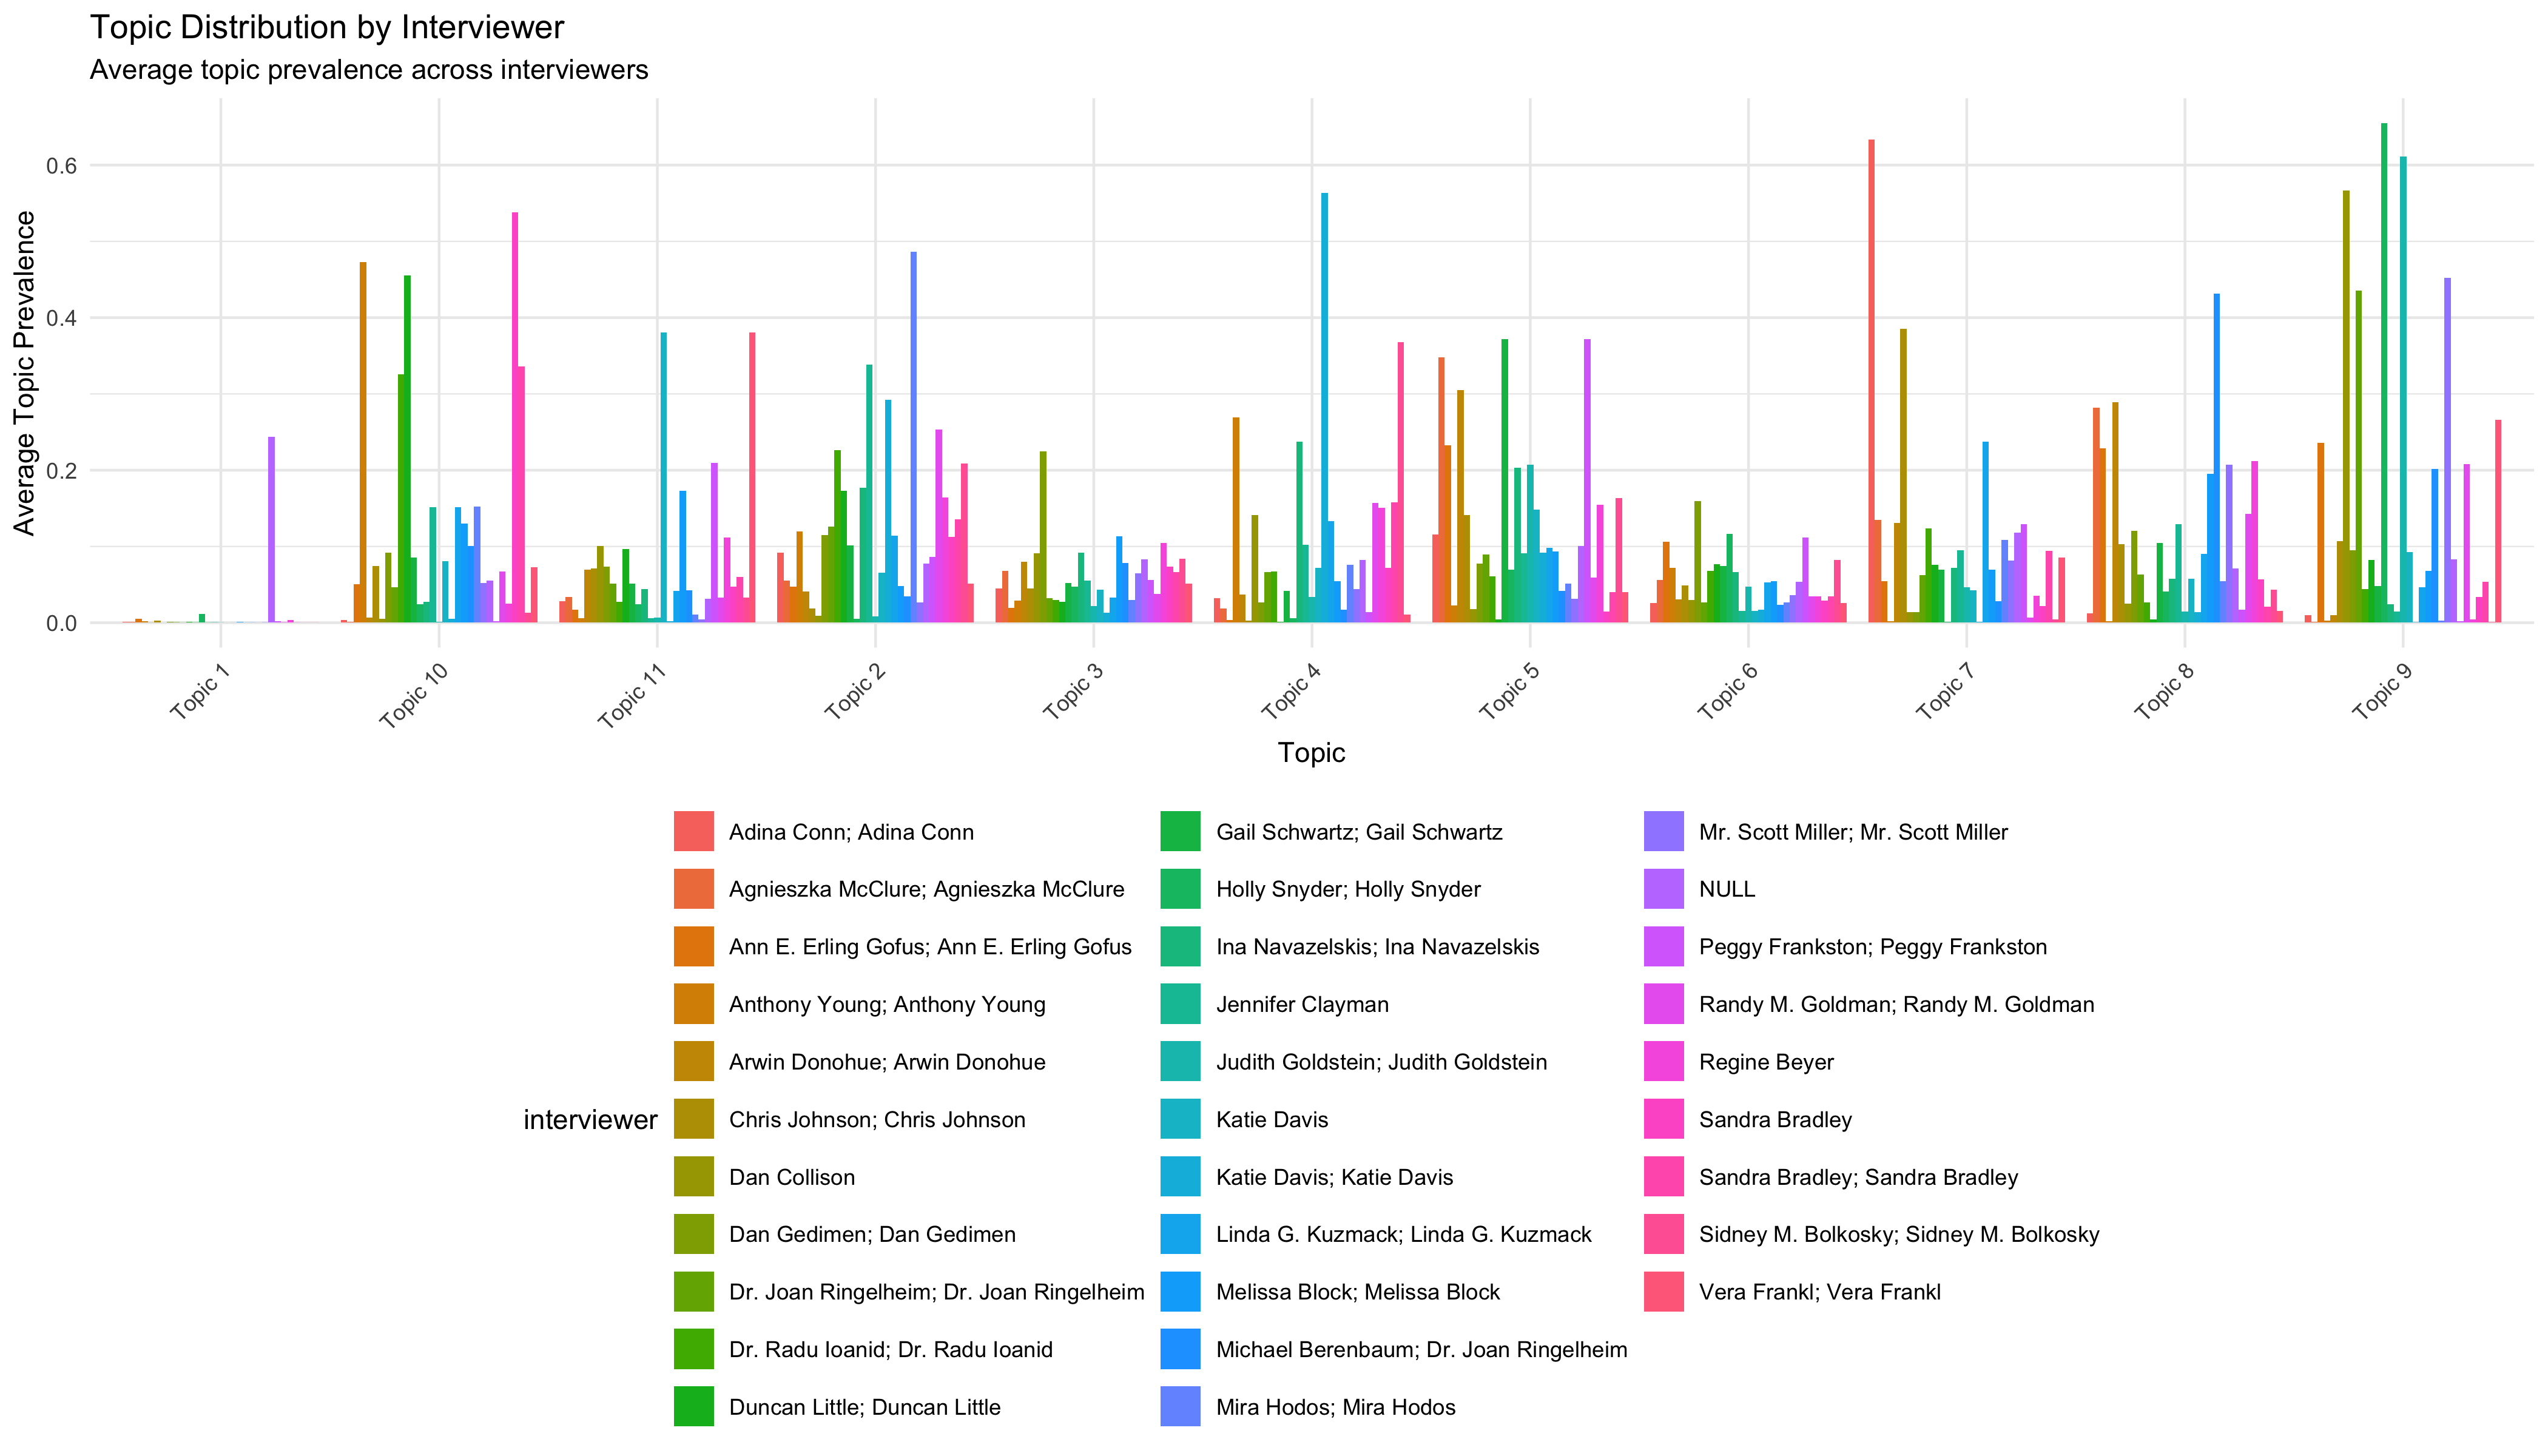 Topic Distribution by Interviewer
Average topic prevalence across interviewers
Average Topic Prevalence
0.6
0.4
0.2
0.0
Topic 1
Topic 10
Topic 11
Topic 2
Topic 3
Topic 4
Topic 5
Topic 6
Topic 7
Topic 8
Topic 9
Topic
interviewer
Adina Conn; Adina Conn
Agnieszka McClure; Agnieszka McClure
Ann E. Erling Gofus; Ann E. Erling Gofus
Anthony Young; Anthony Young
Arwin Donohue; Arwin Donohue
Chris Johnson; Chris Johnson
Dan Collison
Dan Gedimen; Dan Gedimen
Dr. Joan Ringelheim; Dr. Joan Ringelheim
Dr. Radu Ioanid; Dr. Radu Ioanid
Duncan Little; Duncan Little
Gail Schwartz; Gail Schwartz
Holly Snyder; Holly Snyder
Ina Navazelskis; Ina Navazelskis
Jennifer Clayman
Judith Goldstein; Judith Goldstein
Katie Davis
Katie Davis; Katie Davis
Linda G. Kuzmack; Linda G. Kuzmack
Melissa Block; Melissa Block
Michael Berenbaum; Dr. Joan Ringelheim
Mira Hodos; Mira Hodos
Mr. Scott Miller; Mr. Scott Miller
NULL
Peggy Frankston; Peggy Frankston
Randy M. Goldman; Randy M. Goldman
Regine Beyer
Sandra Bradley
Sandra Bradley; Sandra Bradley
Sidney M. Bolkosky; Sidney M. Bolkosky
Vera Frankl; Vera Frankl